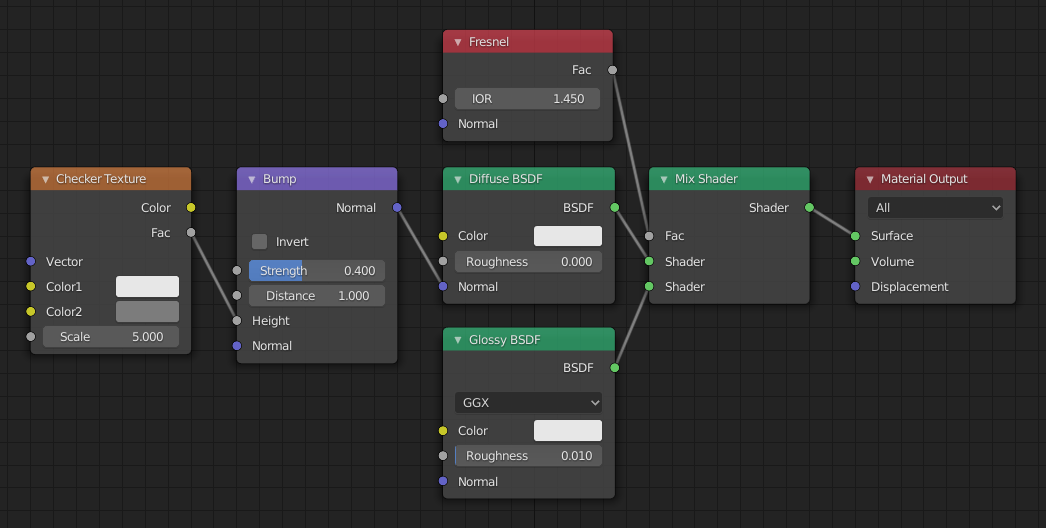 Checker Texture
Color
Fac
Vector
Color1
Color2
Scale 5.000
Bump
Normal
Invert
Strength 0.400
Distance 1.000
Height
Normal
Fresnel
Fac
IOR 1.450
Normal
Diffuse BSDF
BSDF
Color
Roughness 0.000
Normal
Glossy BSDF
BSDF
GGX
Color
Roughness 0.010
Normal
Mix Shader
Shader
Fac
Shader
Shader
Material Output
All
Surface
Volume
Displacement